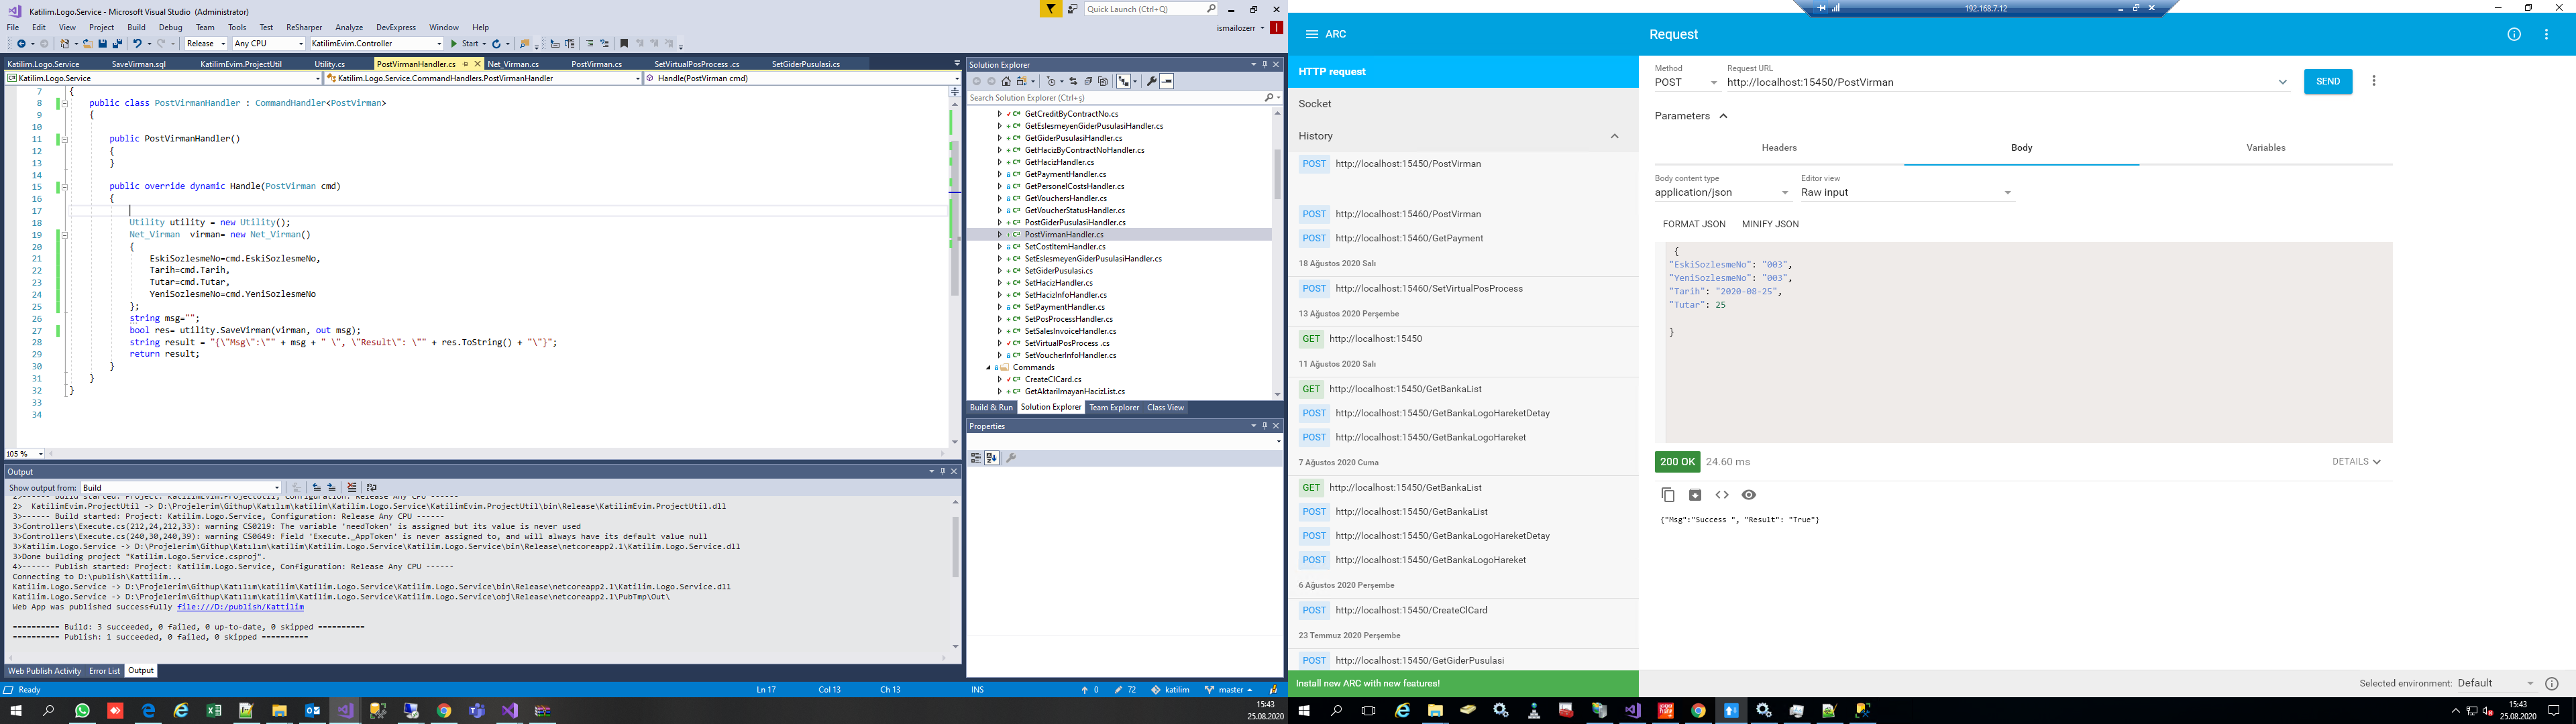 Katilim.Logo.Service - Microsoft Visual Studio (Administrator)
Quick Launch (Ctrl+Q)
File Edit View Project Build Debug Team Tools Test ReSharper Analyze DevExpress Window Help
ismailozerr
Release Any CPU KatilimEvim.Controller Start
Katilim.Logo.Service SaveVirman.sql KatilimEvim.ProjectUtil Utility.cs PostVirmanHandler.cs Net_Virman.cs PostVirman.cs SetVirtualPosProcess .cs SetGiderPusulasi.cs
Katilim.Logo.Service Katilim.Logo.Service.CommandHandlers.PostVirmanHandler Handle(PostVirman cmd)
7 {
8 public class PostVirmanHandler : CommandHandler<PostVirman>
9 {
10
11 public PostVirmanHandler()
12 {
13 }
14
15 public override dynamic Handle(PostVirman cmd)
16 {
17
18 Utility utility = new Utility();
19 Net_Virman virman= new Net_Virman()
20 {
21 EskiSozlesmeNo=cmd.EskiSozlesmeNo,
22 Tarih=cmd.Tarih,
23 Tutar=cmd.Tutar,
24 YeniSozlesmeNo=cmd.YeniSozlesmeNo
25 };
26 string msg="";
27 bool res= utility.SaveVirman(virman, out msg);
28 string result = "{\"Msg\":\"" + msg + " \", \"Result\": \"" + res.ToString() + "\"}";
29 return result;
30 }
31 }
32 }
33
34
105 %
Output
Show output from: Build
2>------ Build started: Project: KatilimEvim.ProjectUtil, Configuration: Release Any CPU ------
2> KatilimEvim.ProjectUtil -> D:\Projelerim\Githup\Katılım\katilim\Katilim.Logo.Service\KatilimEvim.ProjectUtil\bin\Release\KatilimEvim.ProjectUtil.dll
3>------ Build started: Project: Katilim.Logo.Service, Configuration: Release Any CPU ------
3>Controllers\Execute.cs(212,24,212,33): warning CS0219: The variable 'needToken' is assigned but its value is never used
3>Controllers\Execute.cs(240,30,240,39): warning CS0649: Field 'Execute._AppToken' is never assigned to, and will always have its default value null
3>Katilim.Logo.Service -> D:\Projelerim\Githup\Katılım\katilim\Katilim.Logo.Service\Katilim.Logo.Service\bin\Release\netcoreapp2.1\Katilim.Logo.Service.dll
3>Done building project "Katilim.Logo.Service.csproj".
4>------ Publish started: Project: Katilim.Logo.Service, Configuration: Release Any CPU ------
Connecting to D:\publish\Kattilim...
Katilim.Logo.Service -> D:\Projelerim\Githup\Katılım\katilim\Katilim.Logo.Service\Katilim.Logo.Service\bin\Release\netcoreapp2.1\Katilim.Logo.Service.dll
Katilim.Logo.Service -> D:\Projelerim\Githup\Katılım\katilim\Katilim.Logo.Service\Katilim.Logo.Service\obj\Release\netcoreapp2.1\PubTmp\Out\
Web App was published successfully file:///D:/publish/Kattilim
========== Build: 3 succeeded, 0 failed, 0 up-to-date, 0 skipped ==========
========== Publish: 1 succeeded, 0 failed, 0 skipped ==========
Web Publish Activity Error List Output
Ready Ln 17 Col 13 Ch 13 INS 0 72 katilim master
Solution Explorer
Search Solution Explorer (Ctrl+ş)
GetCreditByContractNo.cs
GetEslesmeyenGiderPusulasiHandler.cs
GetGiderPusulasiHandler.cs
GetHacizByContractNoHandler.cs
GetHacizHandler.cs
GetPaymentHandler.cs
GetPersonelCostsHandler.cs
GetVouchersHandler.cs
GetVoucherStatusHandler.cs
PostGiderPusulasiHandler.cs
PostVirmanHandler.cs
SetCostItemHandler.cs
SetEslesmeyenGiderPusulasiHandler.cs
SetGiderPusulasi.cs
SetHacizHandler.cs
SetHacizInfoHandler.cs
SetPaymentHandler.cs
SetPosProcessHandler.cs
SetSalesInvoiceHandler.cs
SetVirtualPosProcess .cs
SetVoucherInfoHandler.cs
Commands
CreateClCard.cs
GetAktarilmayanHacizList.cs
Build & Run Solution Explorer Team Explorer Class View
Properties
15:43
25.08.2020
192.168.7.12
ARC
HTTP request
Socket
History
POST http://localhost:15450/PostVirman
POST http://localhost:15460/PostVirman
POST http://localhost:15460/GetPayment
18 Ağustos 2020 Salı
POST http://localhost:15460/SetVirtualPosProcess
13 Ağustos 2020 Perşembe
GET http://localhost:15450
11 Ağustos 2020 Salı
GET http://localhost:15450/GetBankaList
POST http://localhost:15450/GetBankaLogoHareketDetay
POST http://localhost:15450/GetBankaLogoHareket
7 Ağustos 2020 Cuma
GET http://localhost:15450/GetBankaList
POST http://localhost:15450/GetBankaList
POST http://localhost:15450/GetBankaLogoHareketDetay
POST http://localhost:15450/GetBankaLogoHareket
6 Ağustos 2020 Perşembe
POST http://localhost:15450/CreateClCard
23 Temmuz 2020 Perşembe
POST http://localhost:15450/GetGiderPusulasi
Install new ARC with new features!
Request
Method Request URL
POST http://localhost:15450/PostVirman SEND
Parameters
Headers Body Variables
Body content type Editor view
application/json Raw input
FORMAT JSON MINIFY JSON
{
"EskiSozlesmeNo": "003",
"YeniSozlesmeNo": "003",
"Tarih": "2020-08-25",
"Tutar": 25
}
200 OK 24.60 ms DETAILS
{"Msg":"Success ", "Result": "True"}
Selected environment: Default
15:43
25.08.2020